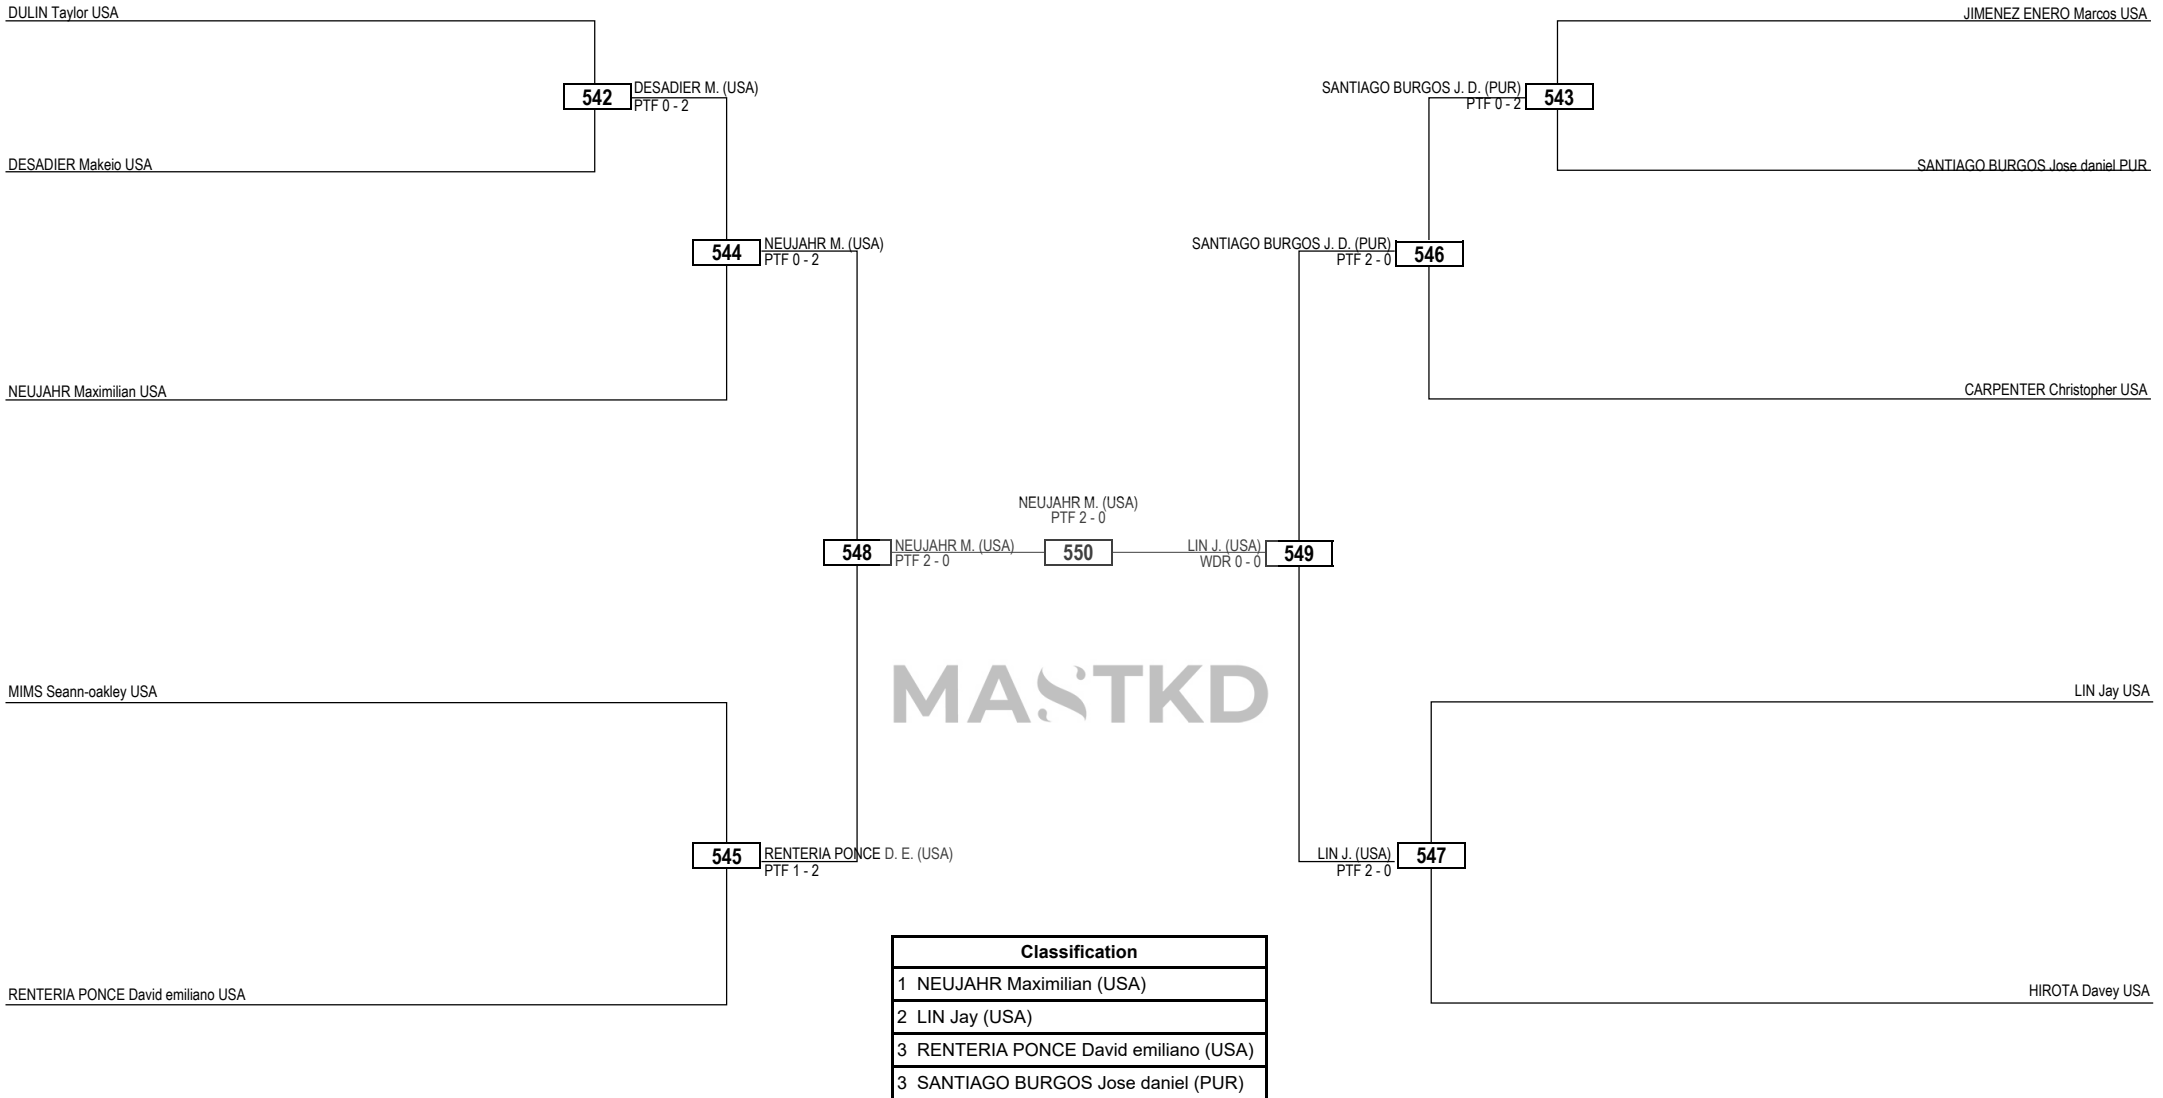 DULIN Taylor USA
JIMENEZ ENERO Marcos USA
542
DESADIER M. (USA)
PTF 0 - 2
SANTIAGO BURGOS J. D. (PUR)
PTF 0 - 2
543
DESADIER Makeio USA
SANTIAGO BURGOS Jose daniel PUR
544
NEUJAHR M. (USA)
PTF 0 - 2
SANTIAGO BURGOS J. D. (PUR)
PTF 2 - 0
546
NEUJAHR Maximilian USA
CARPENTER Christopher USA
NEUJAHR M. (USA)
PTF 2 - 0
548
NEUJAHR M. (USA)
PTF 2 - 0
550
LIN J. (USA)
WDR 0 - 0
549
MASTKD
MIMS Seann-oakley USA
LIN Jay USA
545
RENTERIA PONCE D. E. (USA)
PTF 1 - 2
LIN J. (USA)
PTF 2 - 0
547
RENTERIA PONCE David emiliano USA
HIROTA Davey USA
Classification
1 NEUJAHR Maximilian (USA)
2 LIN Jay (USA)
3 RENTERIA PONCE David emiliano (USA)
3 SANTIAGO BURGOS Jose daniel (PUR)